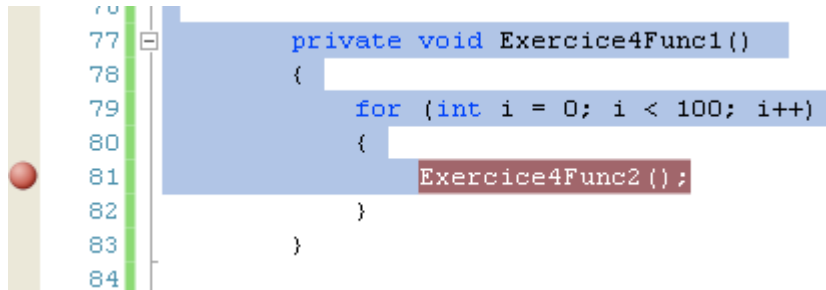 77 private void Exercice4Func1()
78 {
79 for (int i = 0; i < 100; i++)
80 {
81 Exercice4Func2();
82 }
83 }
84